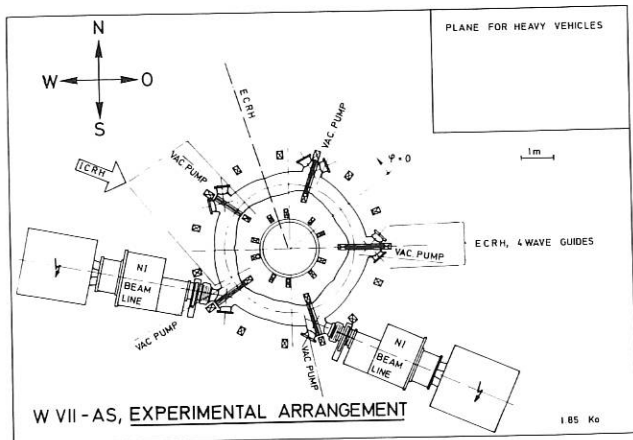 PLANE FOR HEAVY VEHICLES
N
W O
S
ECRH
VAC PUMP
φ = 0
1m
ICRH
VAC PUMP
ECRH, 4 WAVE GUIDES
VAC PUMP
NI
BEAM
LINE
VAC PUMP
VAC PUMP
NI
BEAM
LINE
W VII - AS, EXPERIMENTAL ARRANGEMENT
1.85 Ko